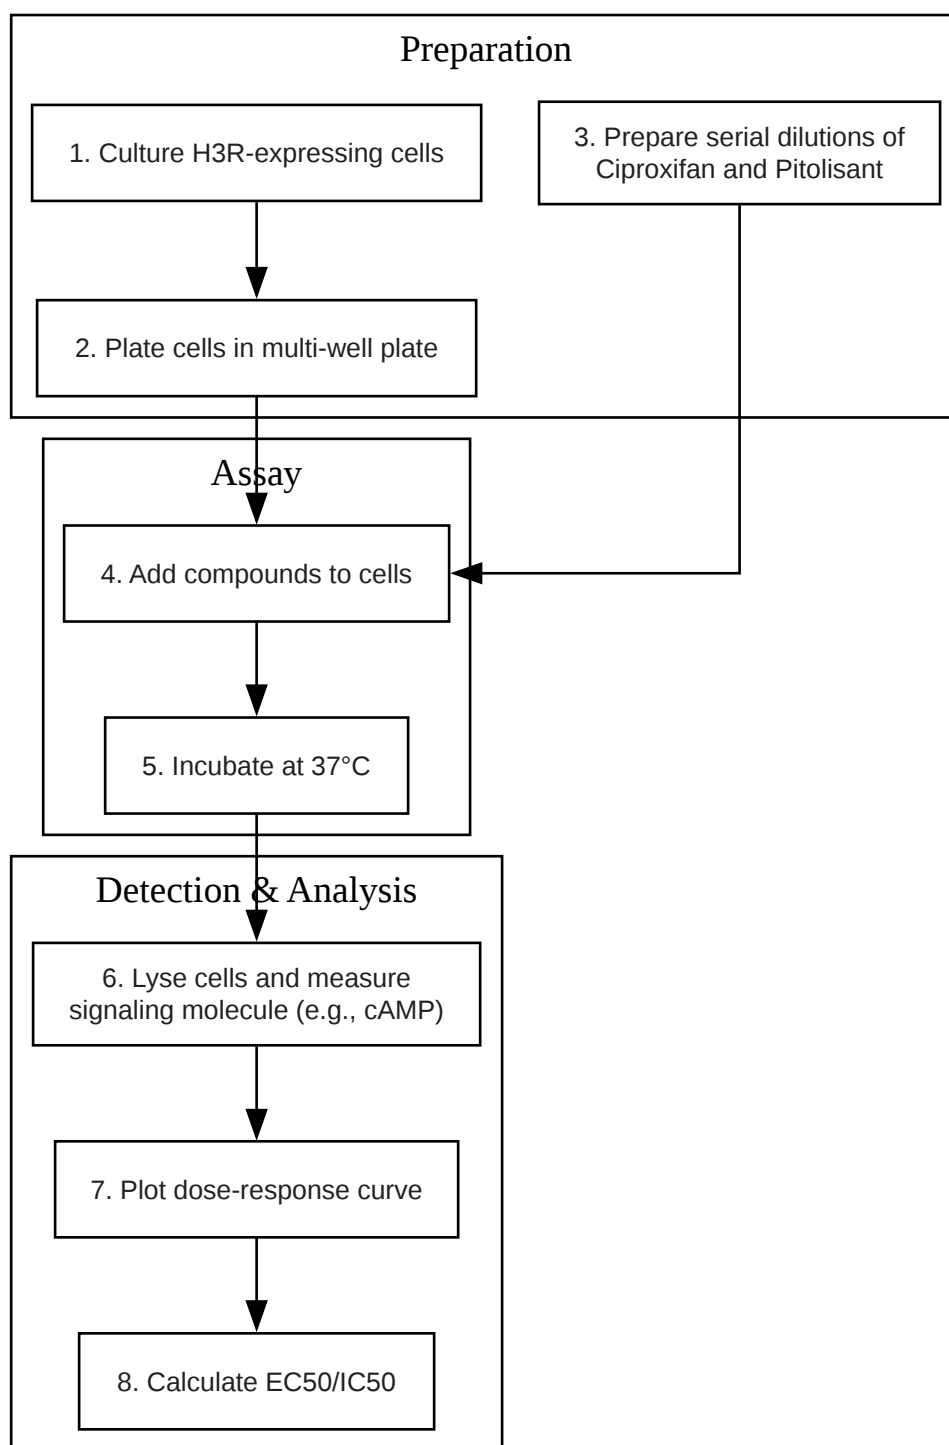 Preparation
1. Culture H3R-expressing cells
3. Prepare serial dilutions of
Ciproxifan and Pitolisant
2. Plate cells in multi-well plate
Assay
4. Add compounds to cells
5. Incubate at 37°C
Detection & Analysis
6. Lyse cells and measure
signaling molecule (e.g., cAMP)
7. Plot dose-response curve
8. Calculate EC50/IC50